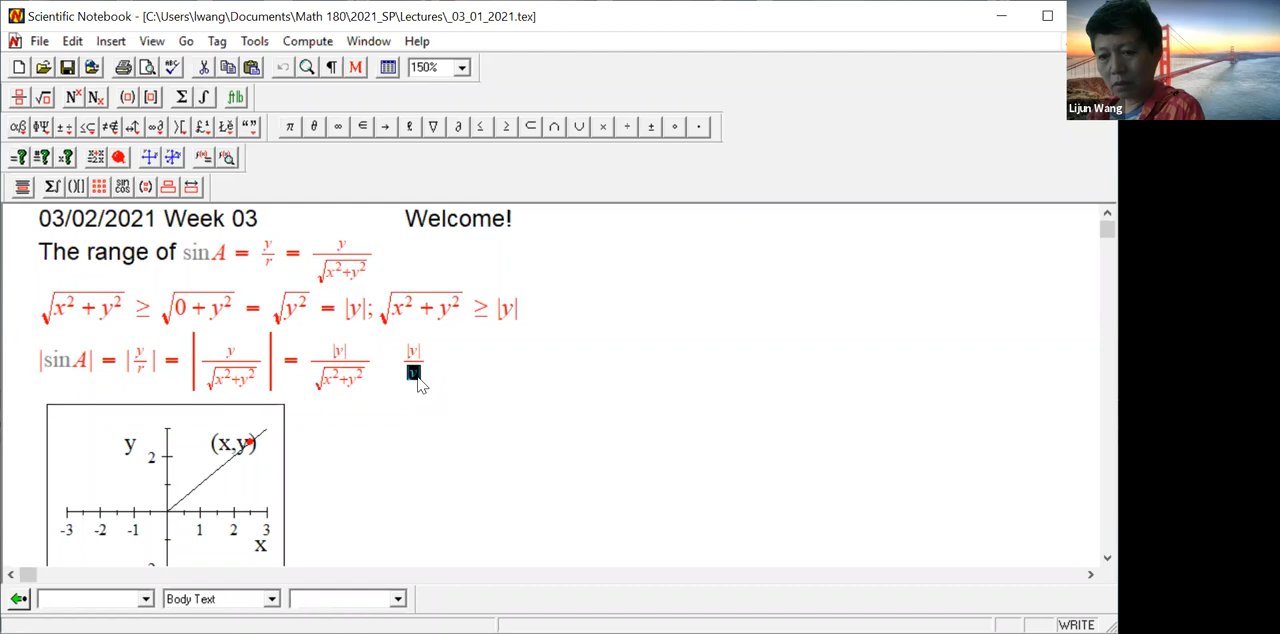 Scientific Notebook - [C:\Users\lwang\Documents\Math 180\2021_SP\Lectures\_03_01_2021.tex]
File Edit Insert View Go Tag Tools Compute Window Help
150%
π θ ∞ ∈ → ℓ ∇ ∂ ≤ ≥ ⊂ ∩ ∪ × ÷ ± ∘ ·
Lijun Wang
03/02/2021 Week 03 Welcome!
The range of sin A = y/r = y/√(x²+y²)
√(x² + y²) ≥ √(0 + y²) = √(y²) = |y|; √(x² + y²) ≥ |y|
|sin A| = |y/r| = |y/√(x²+y²)| = |y|/√(x²+y²) |y|/y
y (x,y)
2
-3 -2 -1 1 2 3
x
Body Text
WRITE